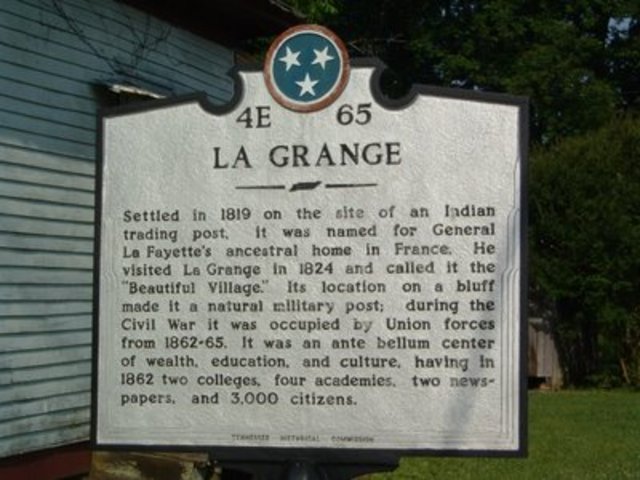 4E 65
LA GRANGE
Settled in 1819 on the site of an Indian
trading post, it was named for General
La Fayette's ancestral home in France. He
visited La Grange in 1824 and called it the
"Beautiful Village." Its location on a bluff
made it a natural military post; during the
Civil War it was occupied by Union forces
from 1862-65. It was an ante bellum center
of wealth, education, and culture, having in
1862 two colleges, four academies, two news-
papers, and 3,000 citizens.
TENNESSEE HISTORICAL COMMISSION